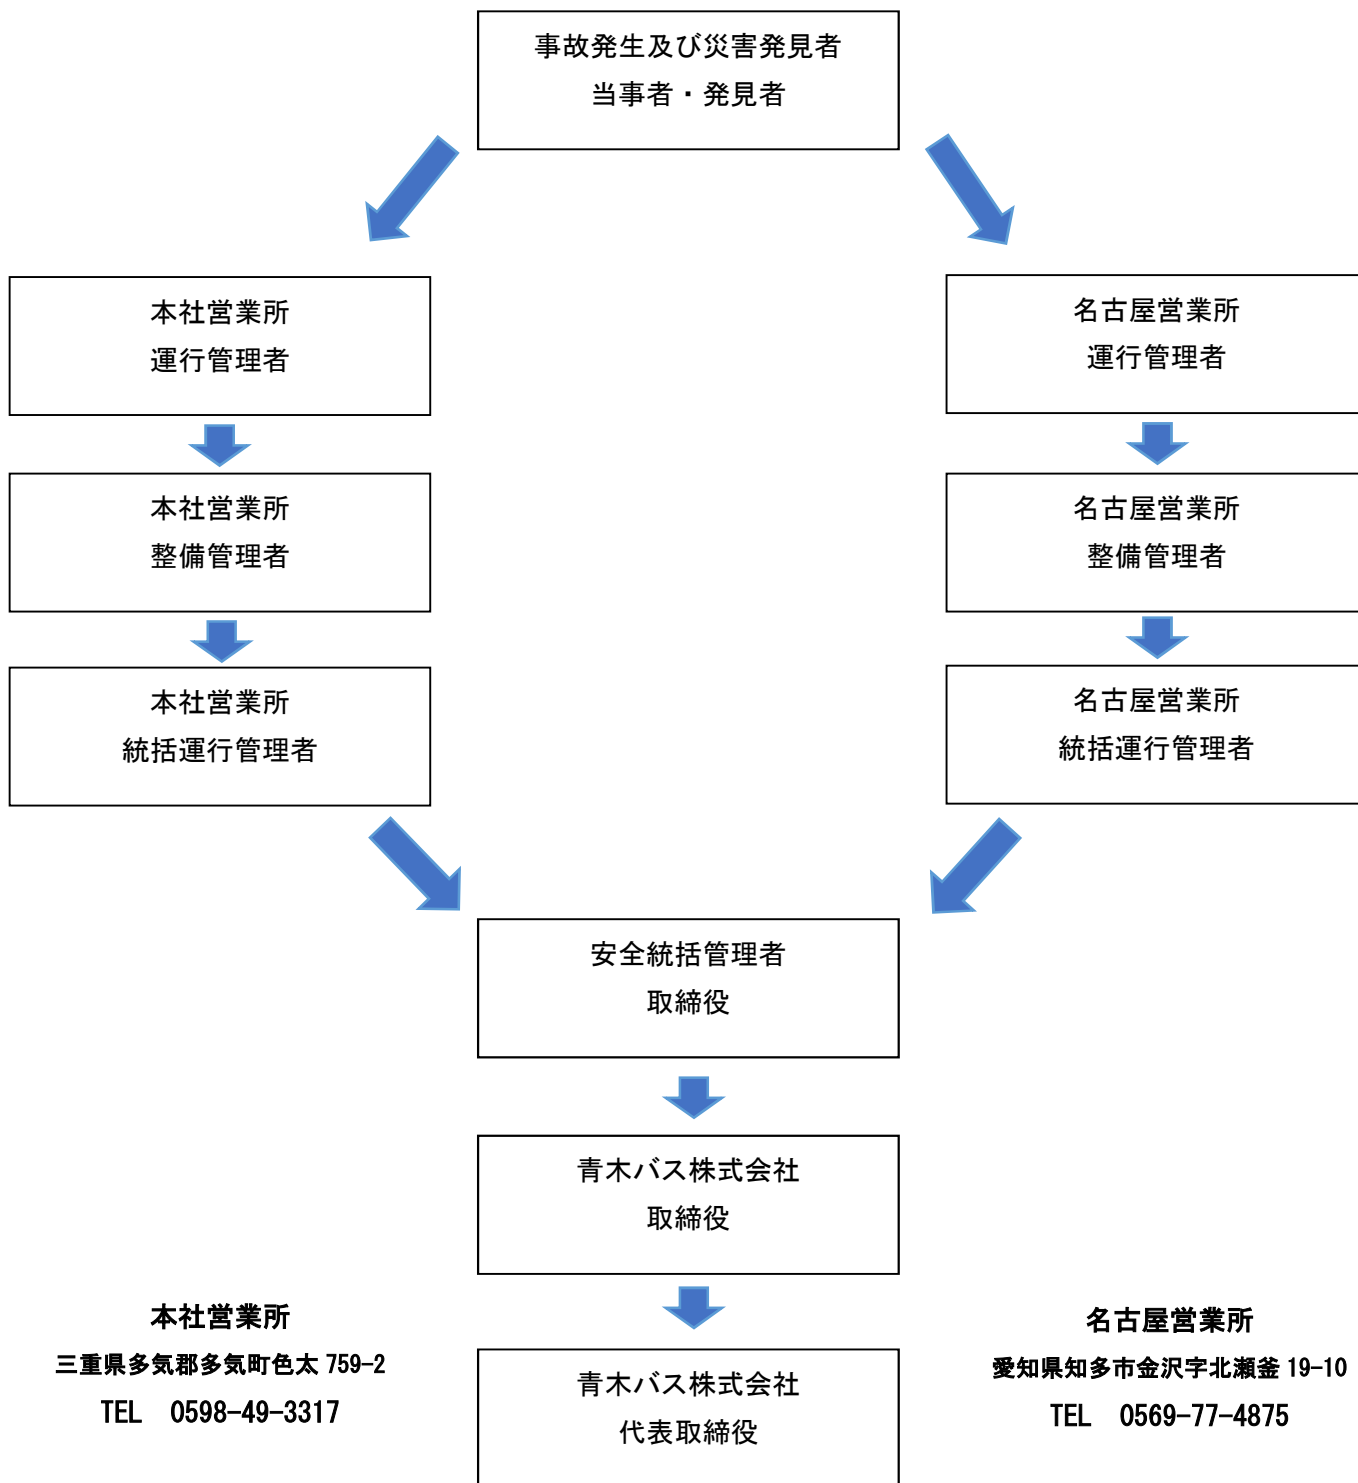 事故発生及び災害発見者
当事者・発見者
本社営業所
運行管理者
名古屋営業所
運行管理者
本社営業所
整備管理者
名古屋営業所
整備管理者
本社営業所
統括運行管理者
名古屋営業所
統括運行管理者
安全統括管理者
取締役
青木バス株式会社
取締役
青木バス株式会社
代表取締役
本社営業所
三重県多気郡多気町色太 759-2
TEL 0598-49-3317
名古屋営業所
愛知県知多市金沢字北瀬釜 19-10
TEL 0569-77-4875